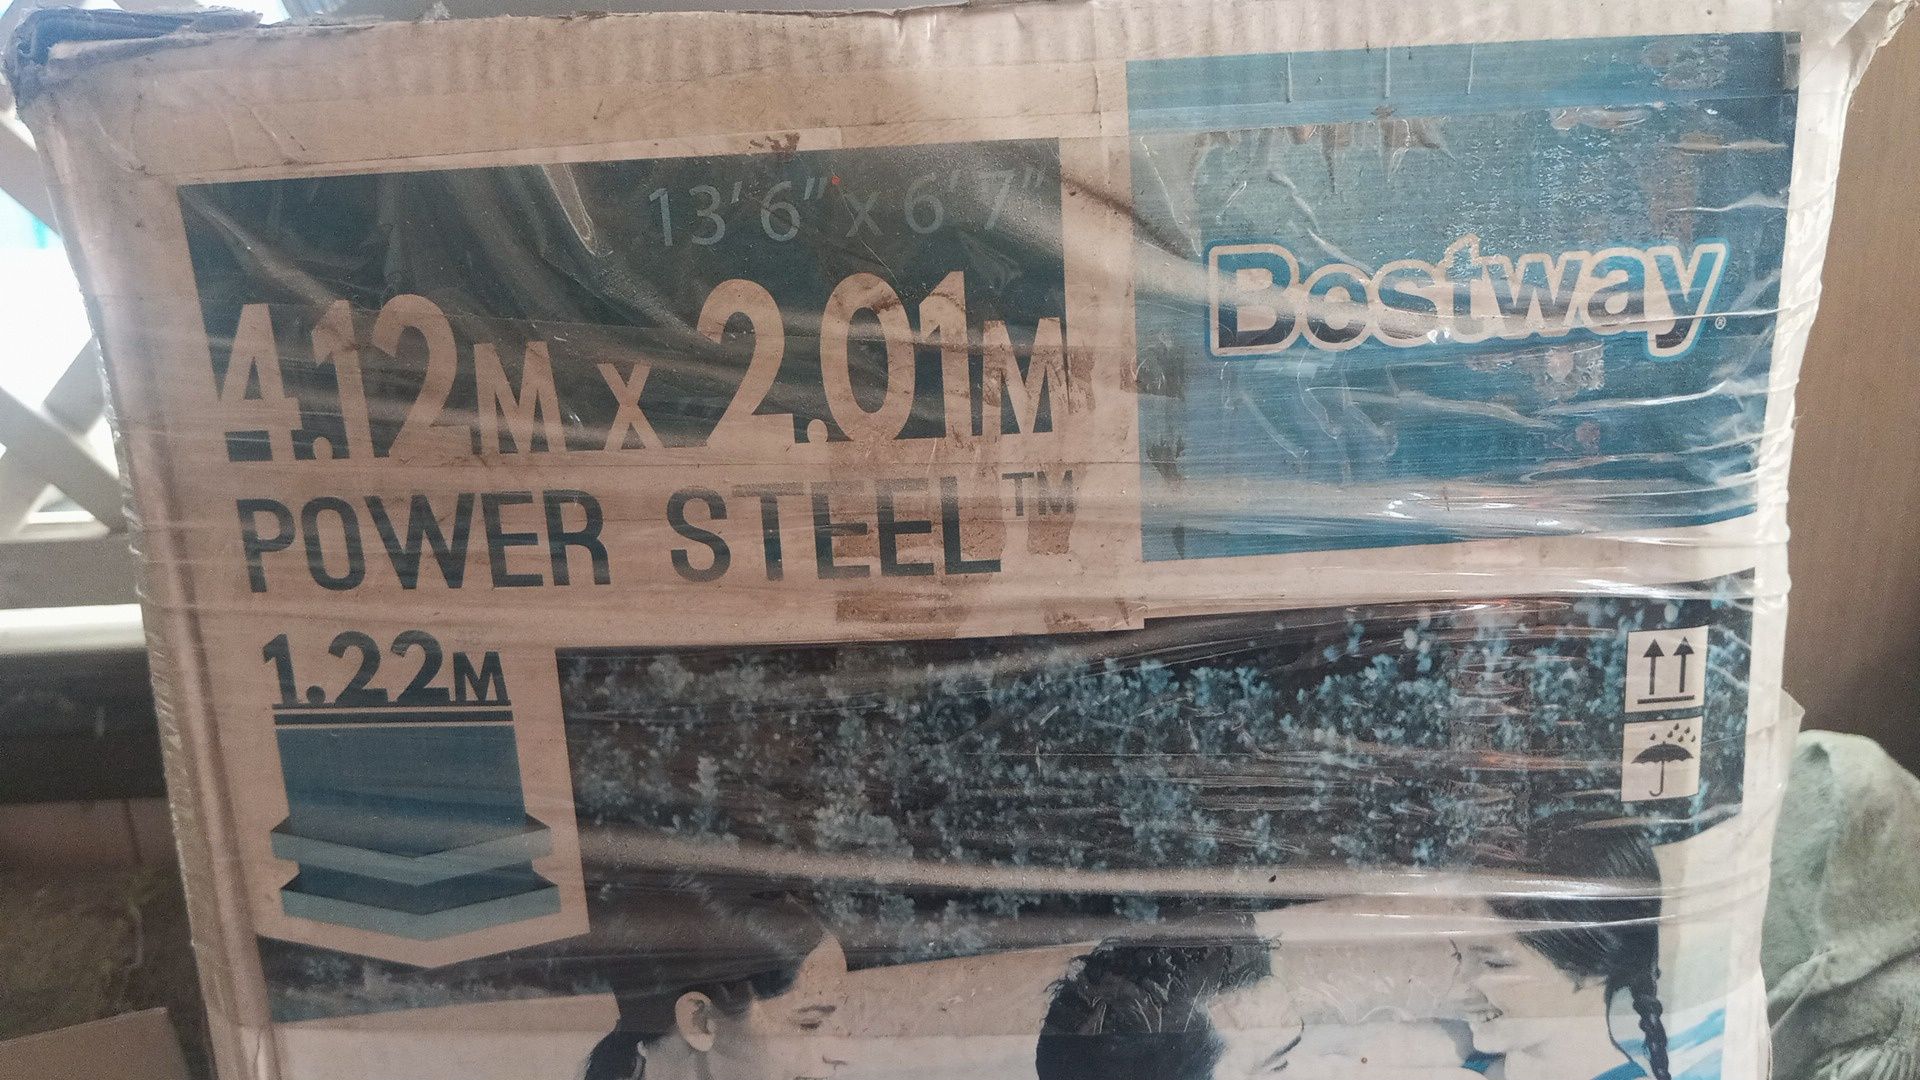 13' 6" x 6' 7"
4.12M X 2.01M
POWER STEEL™
Bestway®
1.22M